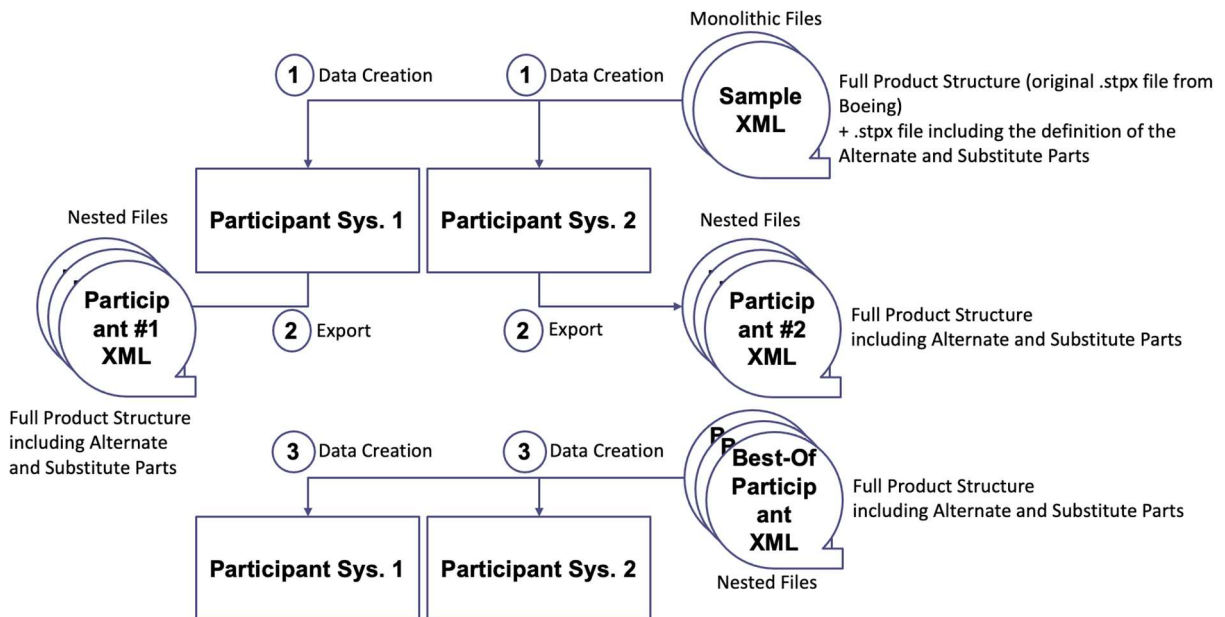 Monolithic Files
1 Data Creation
1 Data Creation
Sample
XML
Full Product Structure (original .stpx file from
Boeing)
+ .stpx file including the definition of the
Alternate and Substitute Parts
Participant Sys. 1
Participant Sys. 2
Nested Files
Particip
ant #1
XML
Full Product Structure
including Alternate
and Substitute Parts
2 Export
2 Export
Nested Files
Particip
ant #2
XML
Full Product Structure
including Alternate and Substitute Parts
3 Data Creation
3 Data Creation
B
B
Best-Of
Particip
ant
XML
Nested Files
Full Product Structure
including Alternate and Substitute Parts
Participant Sys. 1
Participant Sys. 2